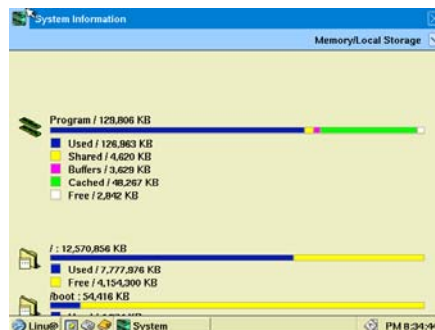 System Information
Memory/Local Storage
Program / 129,806 KB
Used / 126,963 KB
Shared / 4,620 KB
Buffers / 3,629 KB
Cached / 48,267 KB
Free / 2,842 KB
/ : 12,570,856 KB
Used / 7,777,976 KB
Free / 4,154,300 KB
/boot : 54,416 KB
Linu@ System PM 8:34:4